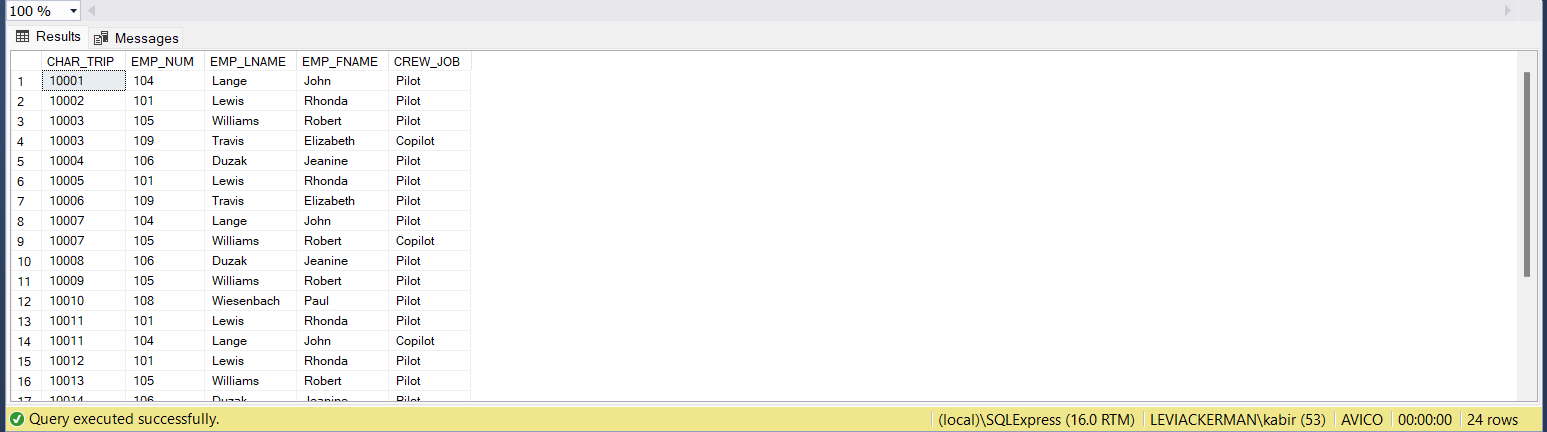 100 %
Results Messages
CHAR_TRIP EMP_NUM EMP_LNAME EMP_FNAME CREW_JOB
1 10001 104 Lange John Pilot
2 10002 101 Lewis Rhonda Pilot
3 10003 105 Williams Robert Pilot
4 10003 109 Travis Elizabeth Copilot
5 10004 106 Duzak Jeanine Pilot
6 10005 101 Lewis Rhonda Pilot
7 10006 109 Travis Elizabeth Pilot
8 10007 104 Lange John Pilot
9 10007 105 Williams Robert Copilot
10 10008 106 Duzak Jeanine Pilot
11 10009 105 Williams Robert Pilot
12 10010 108 Wiesenbach Paul Pilot
13 10011 101 Lewis Rhonda Pilot
14 10011 104 Lange John Copilot
15 10012 101 Lewis Rhonda Pilot
16 10013 105 Williams Robert Pilot
17 10014 106 Duzak Jeanine Pilot
Query executed successfully. (local)\SQLExpress (16.0 RTM) LEVIACKERMAN\kabir (53) AVICO 00:00:00 24 rows